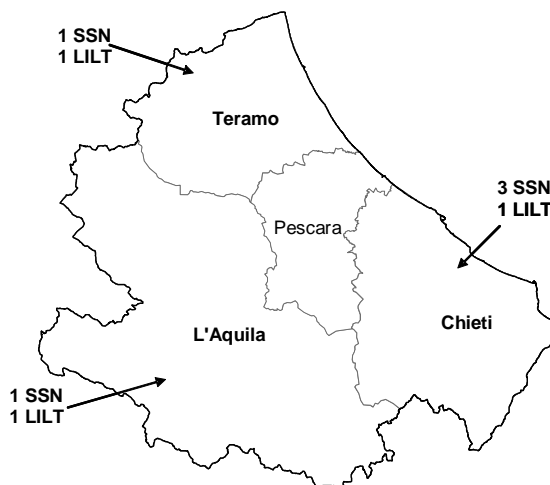 1 SSN
1 LILT
Teramo
3 SSN
1 LILT
Pescara
Chieti
L'Aquila
1 SSN
1 LILT